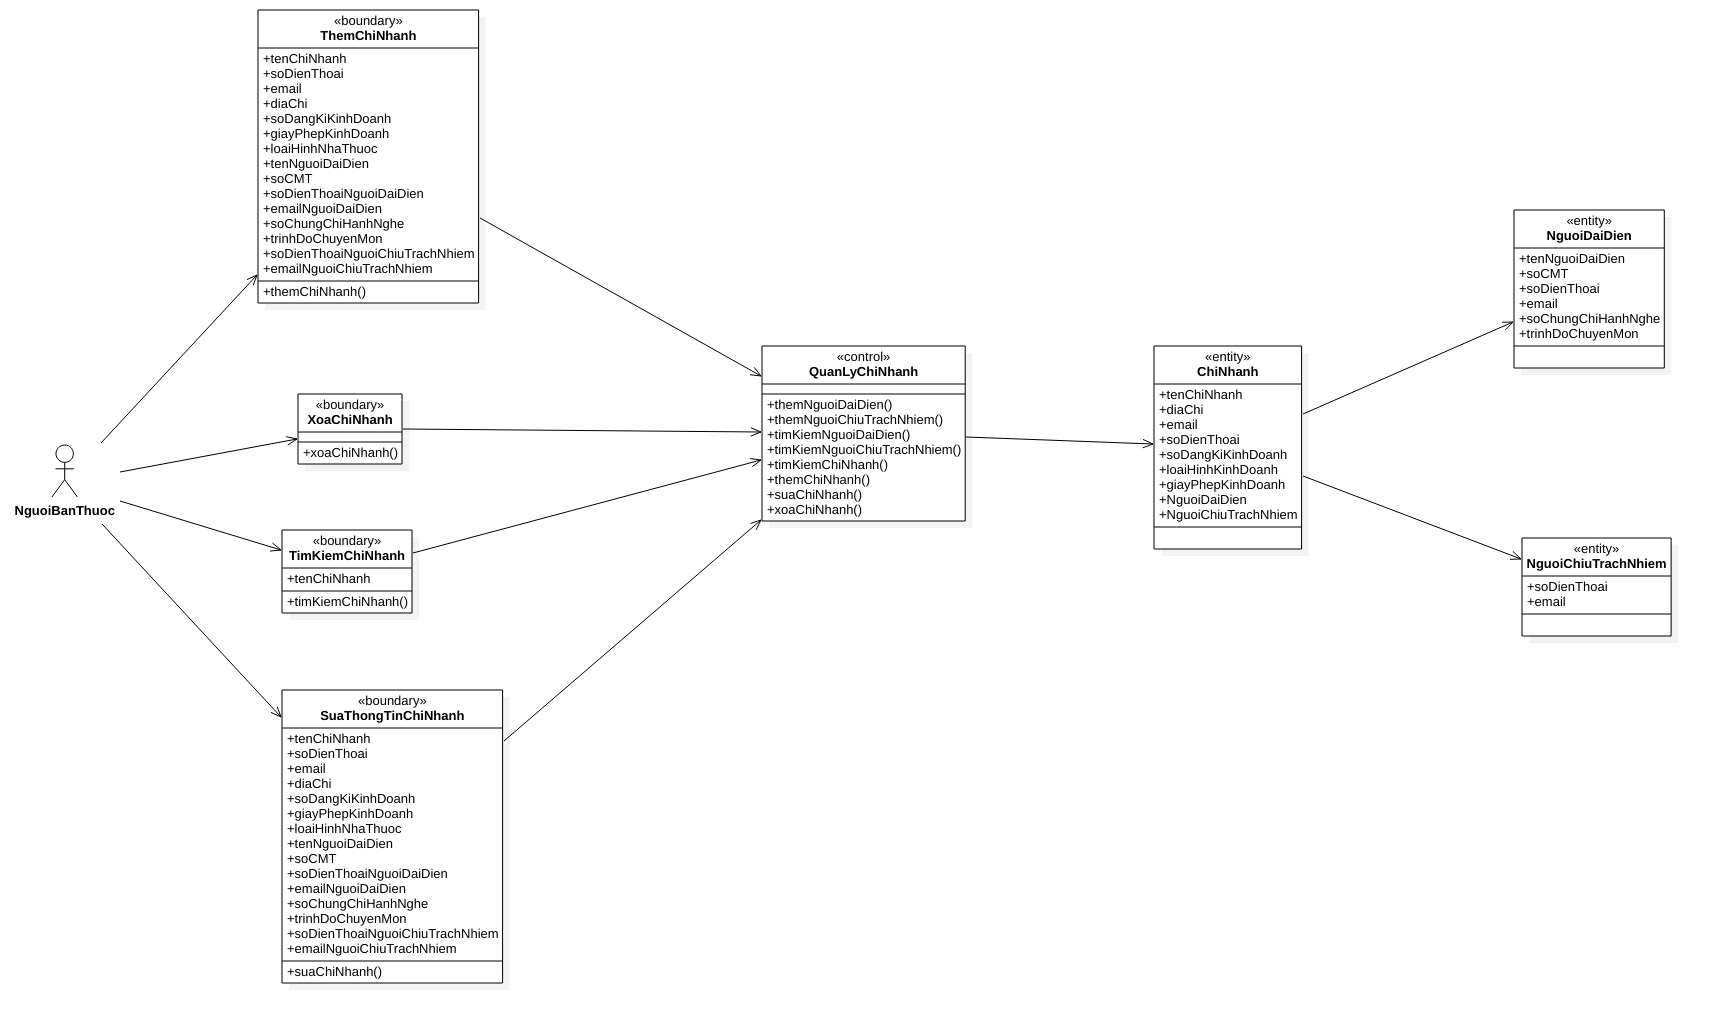 «boundary»
ThemChiNhanh
+tenChiNhanh
+soDienThoai
+email
+diaChi
+soDangKiKinhDoanh
+giayPhepKinhDoanh
+loaiHinhNhaThuoc
+tenNguoiDaiDien
+soCMT
+soDienThoaiNguoiDaiDien
+emailNguoiDaiDien
+soChungChiHanhNghe
+trinhDoChuyenMon
+soDienThoaiNguoiChiuTrachNhiem
+emailNguoiChiuTrachNhiem
+themChiNhanh()
NguoiBanThuoc
«boundary»
XoaChiNhanh
+xoaChiNhanh()
«boundary»
TimKiemChiNhanh
+tenChiNhanh
+timKiemChiNhanh()
«boundary»
SuaThongTinChiNhanh
+tenChiNhanh
+soDienThoai
+email
+diaChi
+soDangKiKinhDoanh
+giayPhepKinhDoanh
+loaiHinhNhaThuoc
+tenNguoiDaiDien
+soCMT
+soDienThoaiNguoiDaiDien
+emailNguoiDaiDien
+soChungChiHanhNghe
+trinhDoChuyenMon
+soDienThoaiNguoiChiuTrachNhiem
+emailNguoiChiuTrachNhiem
+suaChiNhanh()
«control»
QuanLyChiNhanh
+themNguoiDaiDien()
+themNguoiChiuTrachNhiem()
+timKiemNguoiDaiDien()
+timKiemNguoiChiuTrachNhiem()
+timKiemChiNhanh()
+themChiNhanh()
+suaChiNhanh()
+xoaChiNhanh()
«entity»
ChiNhanh
+tenChiNhanh
+diaChi
+email
+soDienThoai
+soDangKiKinhDoanh
+loaiHinhKinhDoanh
+giayPhepKinhDoanh
+NguoiDaiDien
+NguoiChiuTrachNhiem
«entity»
NguoiDaiDien
+tenNguoiDaiDien
+soCMT
+soDienThoai
+email
+soChungChiHanhNghe
+trinhDoChuyenMon
«entity»
NguoiChiuTrachNhiem
+soDienThoai
+email